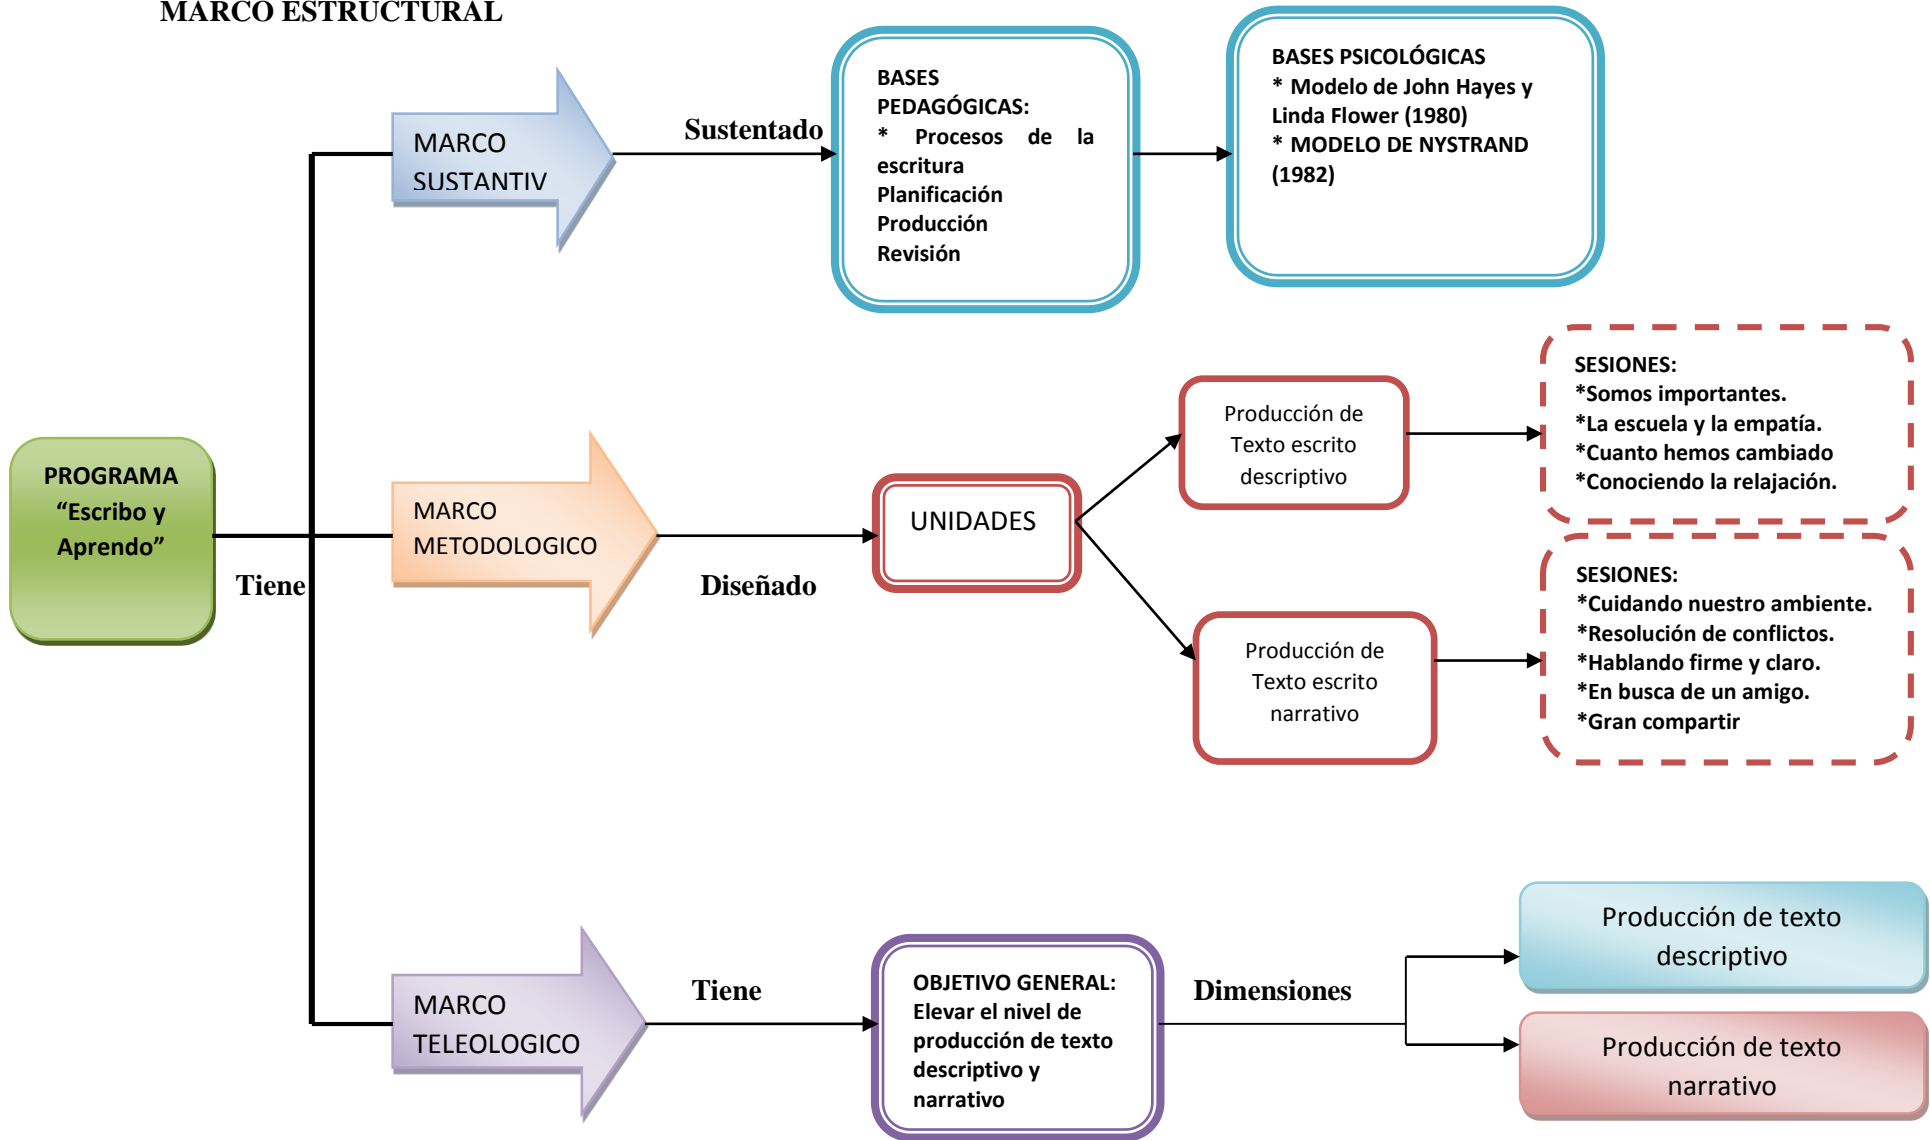 MARCO ESTRUCTURAL
PROGRAMA
“Escribo y
Aprendo”
Tiene
MARCO
SUSTANTIV
Sustentado
BASES
PEDAGÓGICAS:
* Procesos de la
escritura
Planificación
Producción
Revisión
BASES PSICOLÓGICAS
* Modelo de John Hayes y
Linda Flower (1980)
* MODELO DE NYSTRAND
(1982)
MARCO
METODOLOGICO
Diseñado
UNIDADES
Producción de
Texto escrito
descriptivo
SESIONES:
*Somos importantes.
*La escuela y la empatía.
*Cuanto hemos cambiado
*Conociendo la relajación.
Producción de
Texto escrito
narrativo
SESIONES:
*Cuidando nuestro ambiente.
*Resolución de conflictos.
*Hablando firme y claro.
*En busca de un amigo.
*Gran compartir
MARCO
TELEOLOGICO
Tiene
OBJETIVO GENERAL:
Elevar el nivel de
producción de texto
descriptivo y
narrativo
Dimensiones
Producción de texto
descriptivo
Producción de texto
narrativo